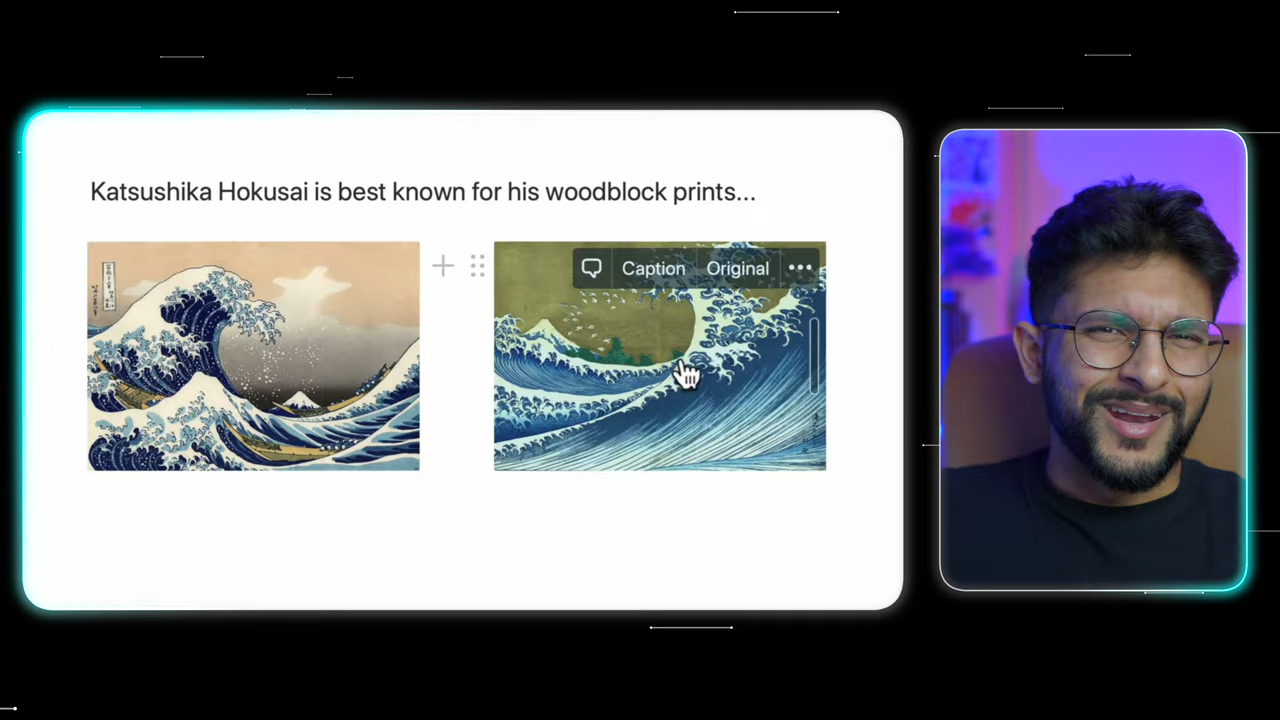 Katsushika Hokusai is best known for his woodblock prints...
Caption Original